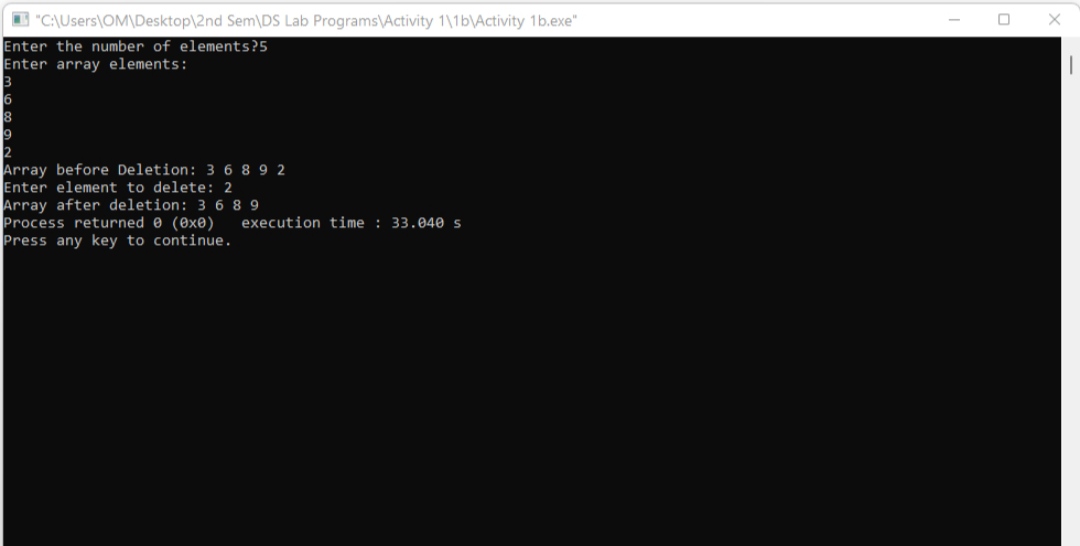 "C:\Users\OM\Desktop\2nd Sem\DS Lab Programs\Activity 1\1b\Activity 1b.exe"
Enter the number of elements?5
Enter array elements:
3
6
8
9
2
Array before Deletion: 3 6 8 9 2
Enter element to delete: 2
Array after deletion: 3 6 8 9
Process returned 0 (0x0)   execution time : 33.040 s
Press any key to continue.